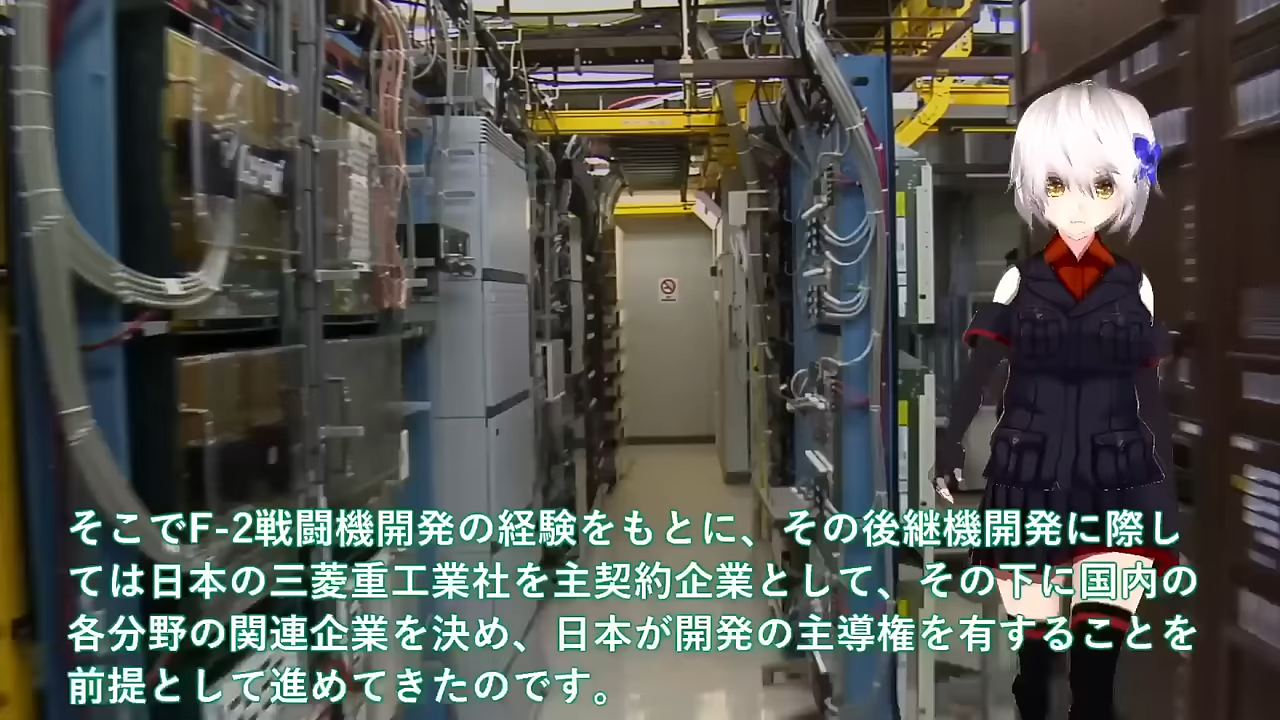 そこでF-2戦闘機開発の経験をもとに、その後継機開発に際し
ては日本の三菱重工業社を主契約企業として、その下に国内の
各分野の関連企業を決め、日本が開発の主導権を有することを
前提として進めてきたのです。